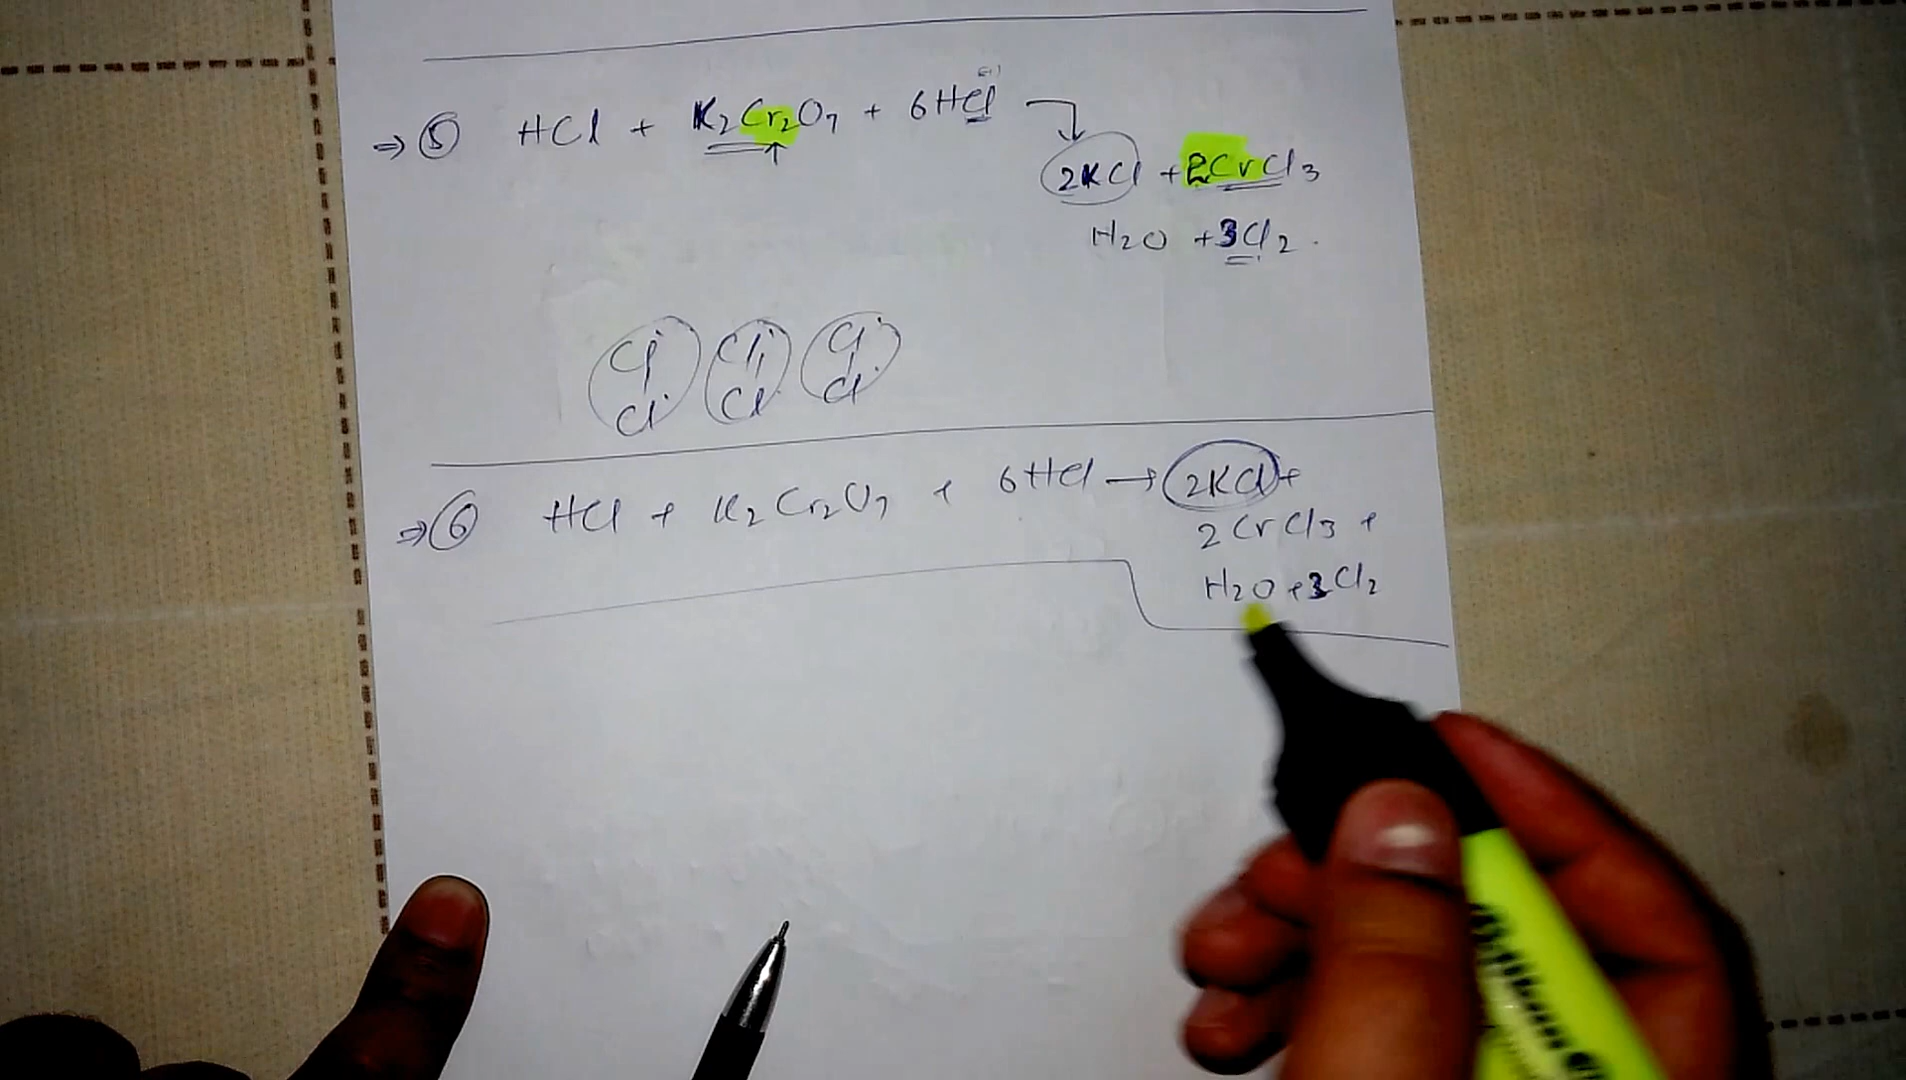 ⇒ ⑤ HCl + K₂Cr₂O₇ + 6HCl →
(-1)
2KCl + 2CrCl₃
H₂O + 3Cl₂.
Cl Cl Cl
Cl Cl Cl
⇒ ⑥ HCl + K₂Cr₂O₇ + 6HCl → 2KCl +
2CrCl₃ +
H₂O + 3Cl₂